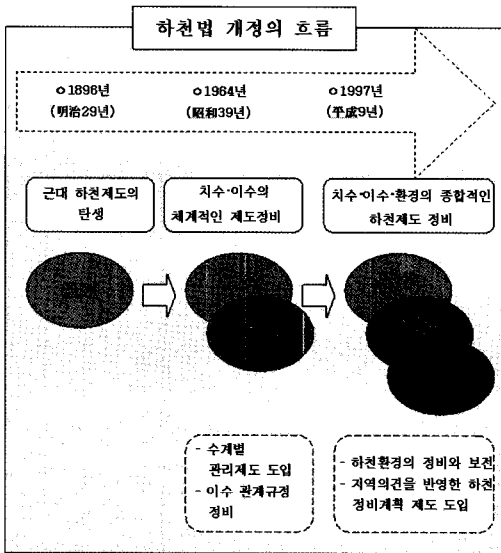 하천법 개정의 흐름
o 1896년
(明治29년)
o 1964년
(昭和39년)
o 1997년
(平成9년)
근대 하천제도의
탄생
치수·이수의
체계적인 제도정비
치수·이수·환경의 종합적인
하천제도 정비
- 수계별
관리제도 도입
- 이수 관계규정
정비
- 하천환경의 정비와 보전
- 지역의견을 반영한 하천
정비계획 제도 도입